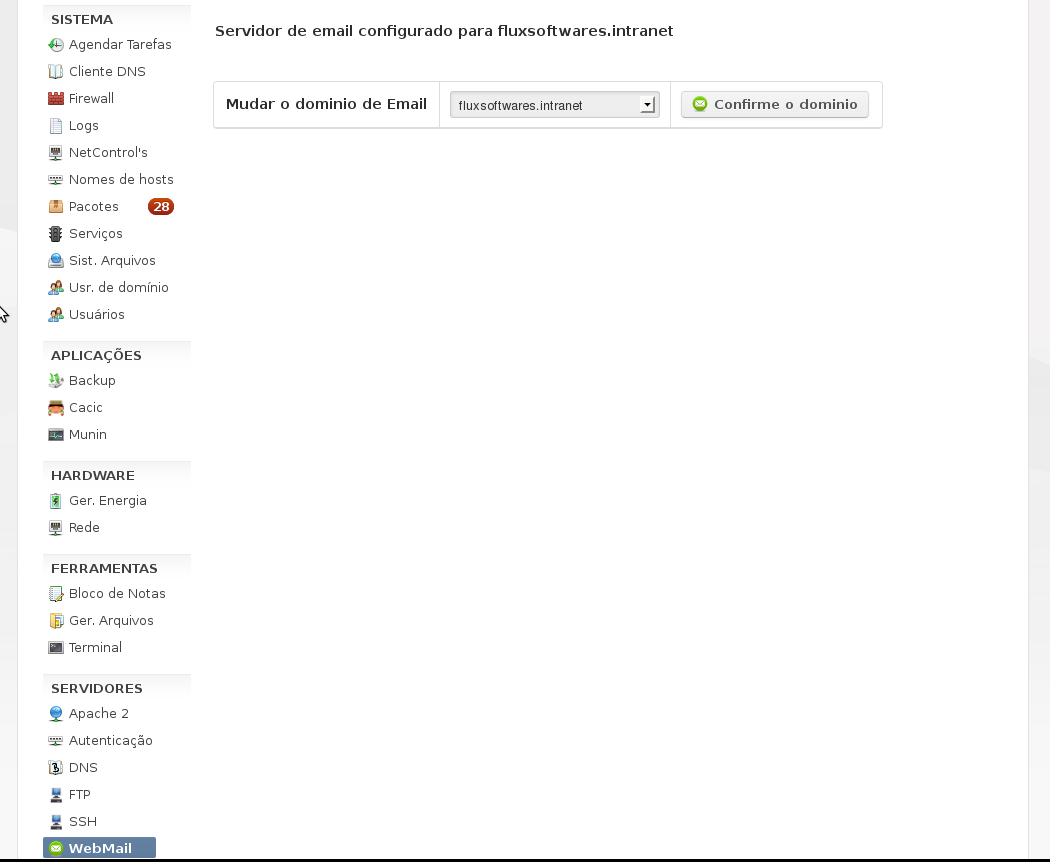 SISTEMA
Agendar Tarefas
Cliente DNS
Firewall
Logs
NetControl's
Nomes de hosts
Pacotes 28
Serviços
Sist. Arquivos
Usr. de domínio
Usuários
APLICAÇÕES
Backup
Cacic
Munin
HARDWARE
Ger. Energia
Rede
FERRAMENTAS
Bloco de Notas
Ger. Arquivos
Terminal
SERVIDORES
Apache 2
Autenticação
DNS
FTP
SSH
WebMail
Servidor de email configurado para fluxsoftwares.intranet
Mudar o dominio de Email fluxsoftwares.intranet Confirme o dominio